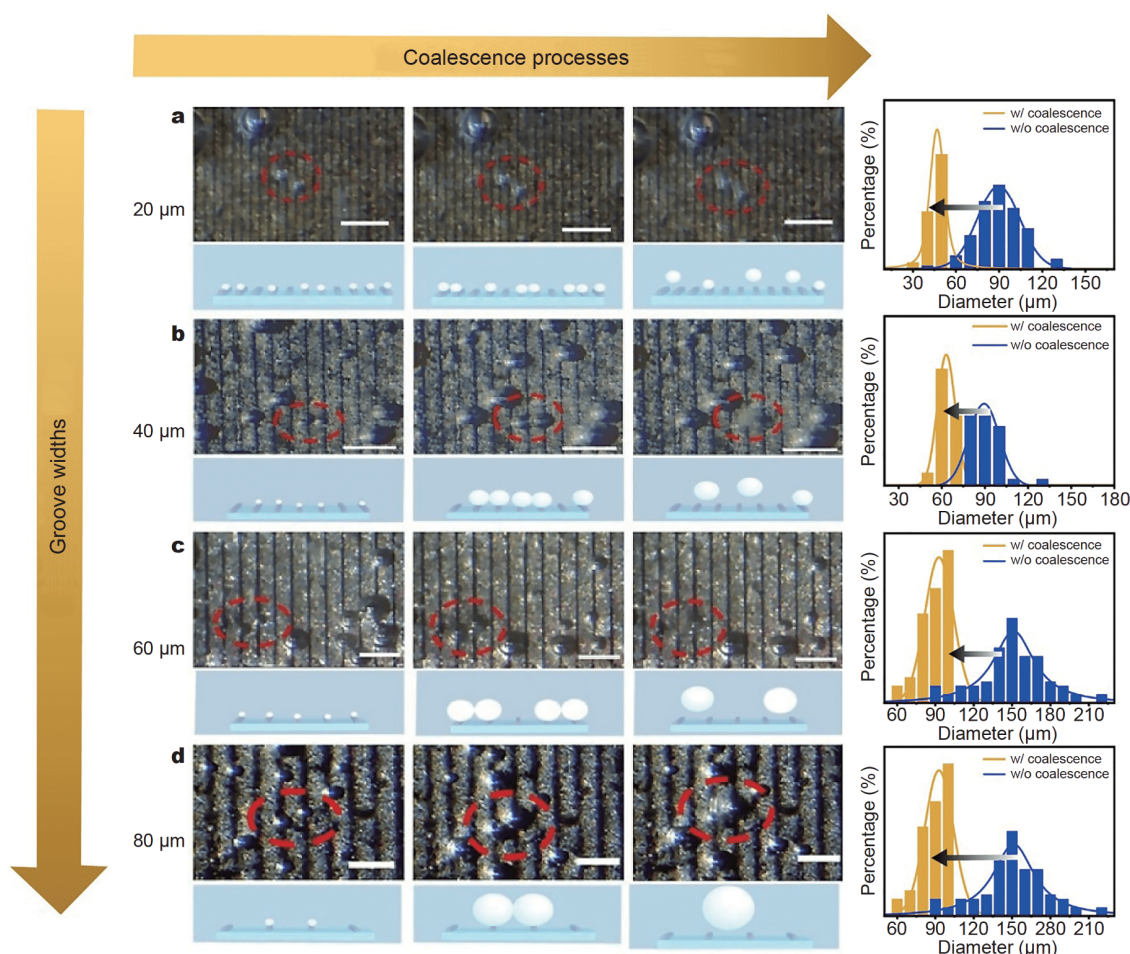 Coalescence processes
Groove widths
a
20 µm
w/ coalescence
w/o coalescence
Percentage (%)
30 60 90 120 150
Diameter (µm)
b
40 µm
w/ coalescence
w/o coalescence
Percentage (%)
30 60 90 120 150 180
Diameter (µm)
c
60 µm
w/ coalescence
w/o coalescence
Percentage (%)
60 90 120 150 180 210
Diameter (µm)
d
80 µm
w/ coalescence
w/o coalescence
Percentage (%)
60 90 120 150 280 210
Diameter (µm)